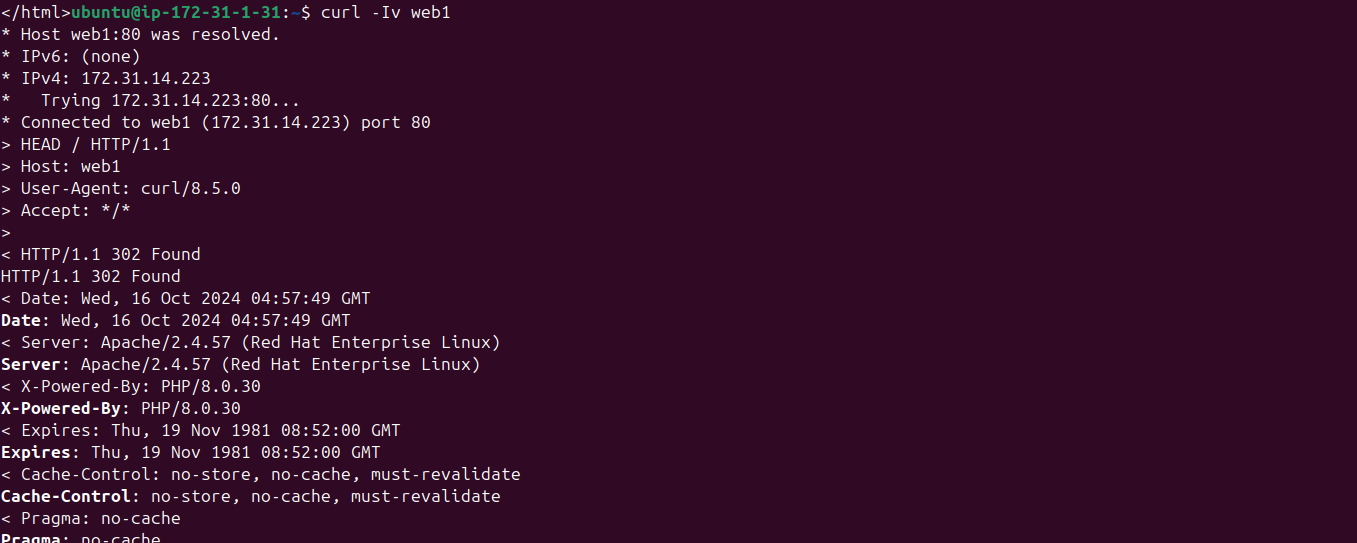 </html>ubuntu@ip-172-31-1-31:~$ curl -Iv web1
* Host web1:80 was resolved.
* IPv6: (none)
* IPv4: 172.31.14.223
*   Trying 172.31.14.223:80...
* Connected to web1 (172.31.14.223) port 80
> HEAD / HTTP/1.1
> Host: web1
> User-Agent: curl/8.5.0
> Accept: */*
>
< HTTP/1.1 302 Found
HTTP/1.1 302 Found
< Date: Wed, 16 Oct 2024 04:57:49 GMT
Date: Wed, 16 Oct 2024 04:57:49 GMT
< Server: Apache/2.4.57 (Red Hat Enterprise Linux)
Server: Apache/2.4.57 (Red Hat Enterprise Linux)
< X-Powered-By: PHP/8.0.30
X-Powered-By: PHP/8.0.30
< Expires: Thu, 19 Nov 1981 08:52:00 GMT
Expires: Thu, 19 Nov 1981 08:52:00 GMT
< Cache-Control: no-store, no-cache, must-revalidate
Cache-Control: no-store, no-cache, must-revalidate
< Pragma: no-cache
Pragma: no-cache